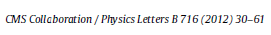 CMS Collaboration / Physics Letters B 716 (2012) 30–61